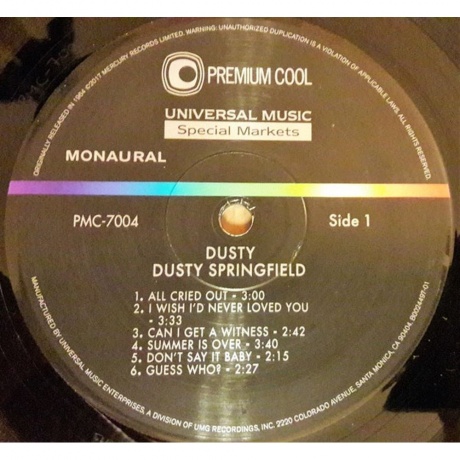 ORIGINALLY RELEASED IN 1964 ©2017 MERCURY RECORDS LIMITED. WARNING: UNAUTHORIZED DUPLICATION IS A VIOLATION OF APPLICABLE LAWS. ALL RIGHTS RESERVED.
PREMIUM COOL
UNIVERSAL MUSIC
Special Markets
MONAURAL
PMC-7004
Side 1
DUSTY
DUSTY SPRINGFIELD
1. ALL CRIED OUT - 3:00
2. I WISH I'D NEVER LOVED YOU
- 3:33
3. CAN I GET A WITNESS - 2:42
4. SUMMER IS OVER - 3:40
5. DON'T SAY IT BABY - 2:15
6. GUESS WHO? - 2:27
MANUFACTURED BY UNIVERSAL MUSIC ENTERPRISES, A DIVISION OF UMG RECORDINGS, INC. 2220 COLORADO AVENUE, SANTA MONICA CA 90404.